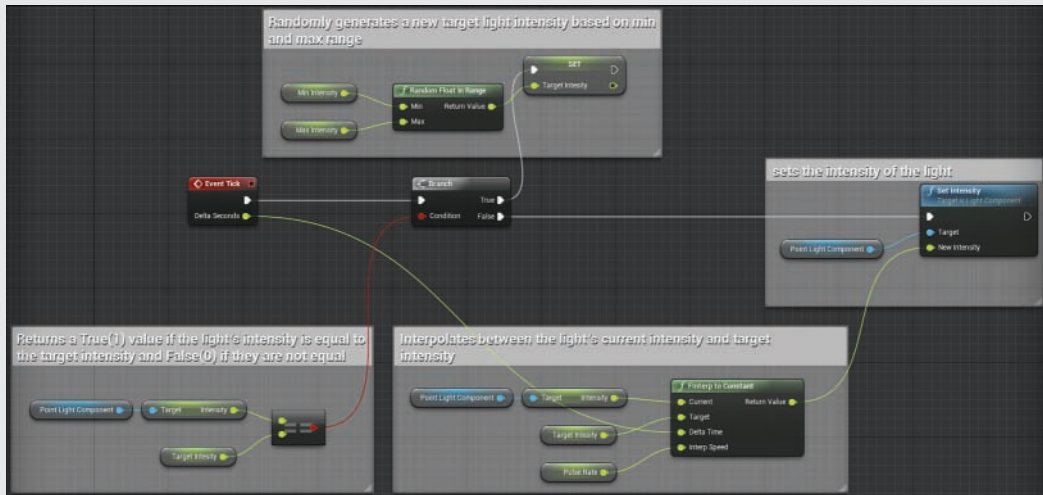 Randomly generates a new target light intensity based on min
and max range
SET
Target Intesity
Min Intensity
Max Intensity
Random Float in Range
Min Return Value
Max
Event Tick
Delta Seconds
Branch
True
Condition False
sets the intensity of the light
Set Intensity
Target is Light Component
Target
New Intensity
Point Light Component
Returns a True(1) value if the light's intensity is equal to
the target intensity and False(0) if they are not equal
Point Light Component
Target Intensity
Target Intesity
==
Interpolates between the light's current intensity and target
intensity
Point Light Component
Target Intensity
Target Intesity
Pulse Rate
FInterp to Constant
Current Return Value
Target
Delta Time
Interp Speed